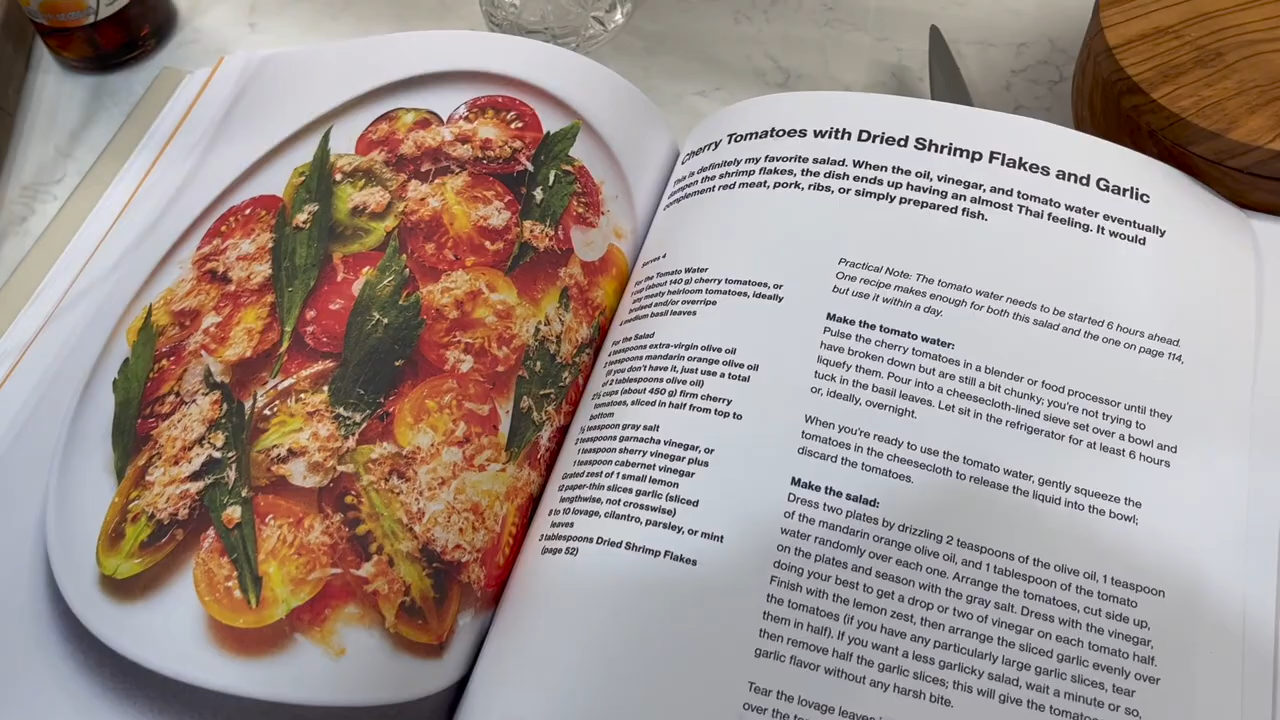 Cherry Tomatoes with Dried Shrimp Flakes and Garlic
This is definitely my favorite salad. When the oil, vinegar, and tomato water eventually
dampen the shrimp flakes, the dish ends up having an almost Thai feeling. It would
complement red meat, pork, ribs, or simply prepared fish.
Serves 4
For the Tomato Water
1 cup (about 140 g) cherry tomatoes, or
any meaty heirloom tomatoes, ideally
bruised and/or overripe
4 medium basil leaves
For the Salad
4 teaspoons extra-virgin olive oil
2 teaspoons mandarin orange olive oil
(if you don't have it, just use a total
of 2 tablespoons olive oil)
2½ cups (about 450 g) firm cherry
tomatoes, sliced in half from top to
bottom
½ teaspoon gray salt
2 teaspoons garnacha vinegar, or
1 teaspoon sherry vinegar plus
1 teaspoon cabernet vinegar
Grated zest of 1 small lemon
12 paper-thin slices garlic (sliced
lengthwise, not crosswise)
8 to 10 lovage, cilantro, parsley, or mint
leaves
3 tablespoons Dried Shrimp Flakes
(page 52)
Practical Note: The tomato water needs to be started 6 hours ahead.
One recipe makes enough for both this salad and the one on page 114,
but use it within a day.
Make the tomato water:
Pulse the cherry tomatoes in a blender or food processor until they
have broken down but are still a bit chunky; you're not trying to
liquefy them. Pour into a cheesecloth-lined sieve set over a bowl and
tuck in the basil leaves. Let sit in the refrigerator for at least 6 hours
or, ideally, overnight.
When you're ready to use the tomato water, gently squeeze the
tomatoes in the cheesecloth to release the liquid into the bowl;
discard the tomatoes.
Make the salad:
Dress two plates by drizzling 2 teaspoons of the olive oil, 1 teaspoon
of the mandarin orange olive oil, and 1 tablespoon of the tomato
water randomly over each one. Arrange the tomatoes, cut side up,
on the plates and season with the gray salt. Dress with the vinegar,
doing your best to get a drop or two of vinegar on each tomato half.
Finish with the lemon zest, then arrange the sliced garlic evenly over
the tomatoes (if you have any particularly large garlic slices, tear
them in half). If you want a less garlicky salad, wait a minute or so,
then remove half the garlic slices; this will give the tomatoes
garlic flavor without any harsh bite.
Tear the lovage leaves
over the